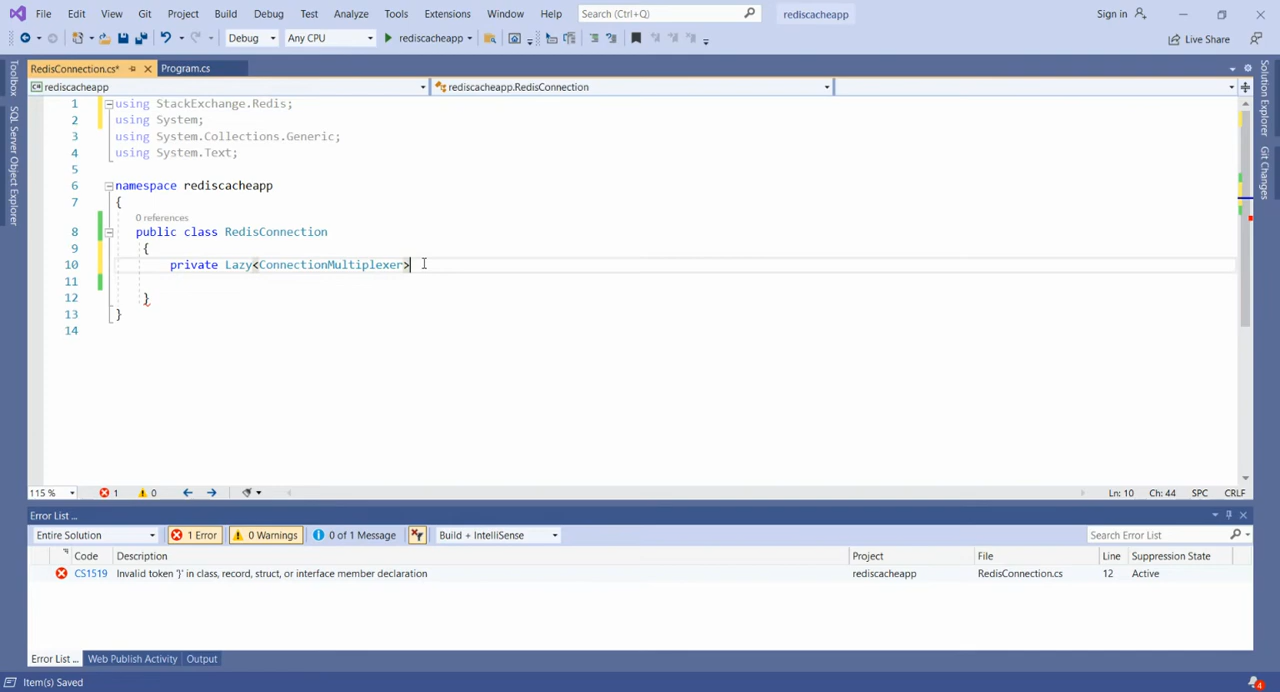 File Edit View Git Project Build Debug Test Analyze Tools Extensions Window Help Search (Ctrl+Q) rediscacheapp Sign in
Debug Any CPU rediscacheapp Live Share
RedisConnection.cs* Program.cs
rediscacheapp rediscacheapp.RedisConnection
Toolbox
SQL Server Object Explorer
Solution Explorer
Git Changes
1 using StackExchange.Redis;
2 using System;
3 using System.Collections.Generic;
4 using System.Text;
5
6 namespace rediscacheapp
7 {
0 references
8 public class RedisConnection
9 {
10 private Lazy<ConnectionMultiplexer>
11
12 }
13 }
14
115 % 1 0 Ln: 10 Ch: 44 SPC CRLF
Error List ...
Entire Solution 1 Error 0 Warnings 0 of 1 Message Build + IntelliSense Search Error List
Code Description Project File Line Suppression State
CS1519 Invalid token '}' in class, record, struct, or interface member declaration rediscacheapp RedisConnection.cs 12 Active
Error List ... Web Publish Activity Output
Item(s) Saved 4